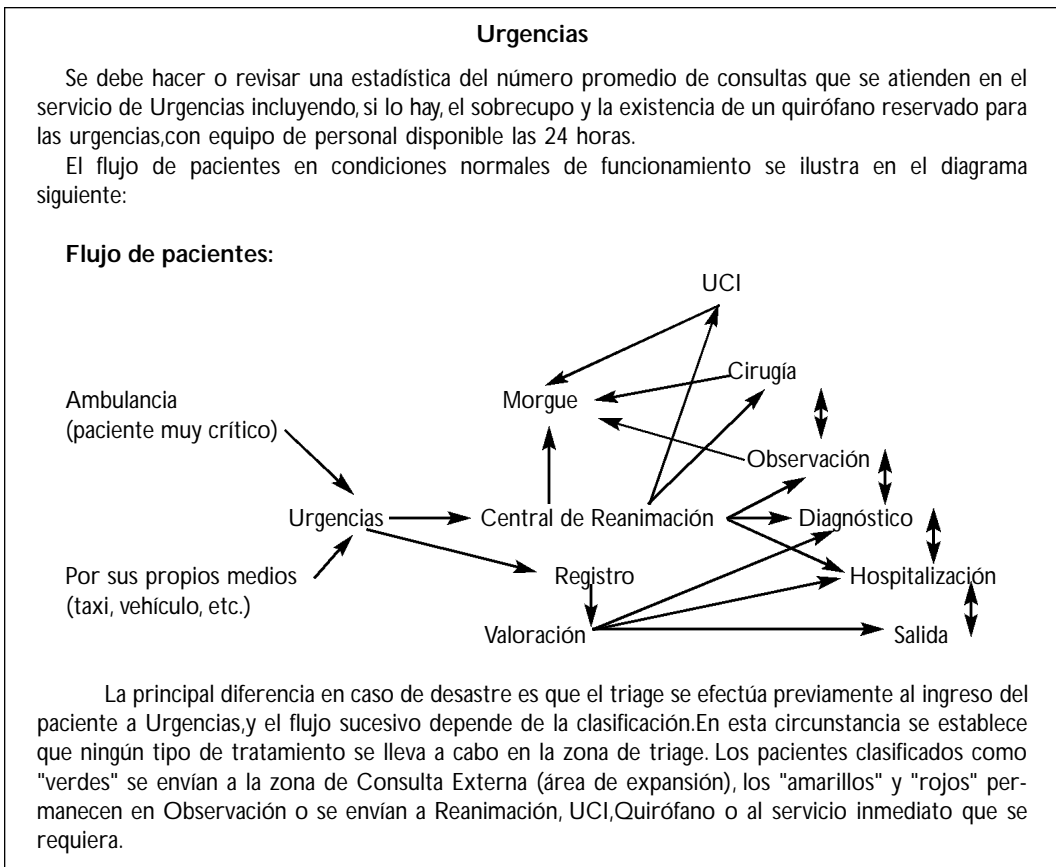 Urgencias
Se debe hacer o revisar una estadística del número promedio de consultas que se atienden en el
servicio de Urgencias incluyendo, si lo hay, el sobrecupo y la existencia de un quirófano reservado para
las urgencias,con equipo de personal disponible las 24 horas.
El flujo de pacientes en condiciones normales de funcionamiento se ilustra en el diagrama
siguiente:
Flujo de pacientes:
UCI
Cirugía
Morgue
Ambulancia
(paciente muy crítico)
Observación
Urgencias
Central de Reanimación
Diagnóstico
Por sus propios medios
(taxi, vehículo, etc.)
Registro
Hospitalización
Valoración
Salida
La principal diferencia en caso de desastre es que el triage se efectúa previamente al ingreso del
paciente a Urgencias,y el flujo sucesivo depende de la clasificación.En esta circunstancia se establece
que ningún tipo de tratamiento se lleva a cabo en la zona de triage. Los pacientes clasificados como
"verdes" se envían a la zona de Consulta Externa (área de expansión), los "amarillos" y "rojos" per-
manecen en Observación o se envían a Reanimación, UCI,Quirófano o al servicio inmediato que se
requiera.